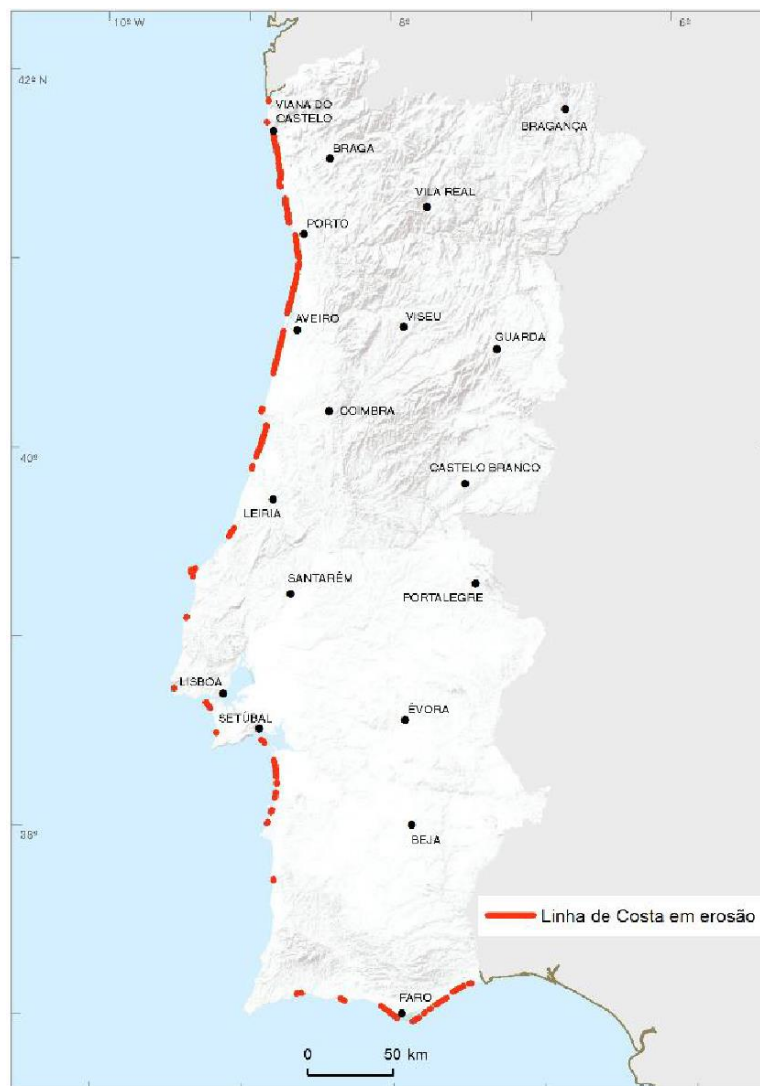 10º W
8º
6º
42º N
VIANA DO
CASTELO
BRAGANÇA
BRAGA
VILA REAL
PORTO
AVEIRO
VISEU
GUARDA
COIMBRA
40º
CASTELO BRANCO
LEIRIA
SANTARÉM
PORTALEGRE
LISBOA
SETÚBAL
ÉVORA
38º
BEJA
Linha de Costa em erosão
FARO
0
50 km